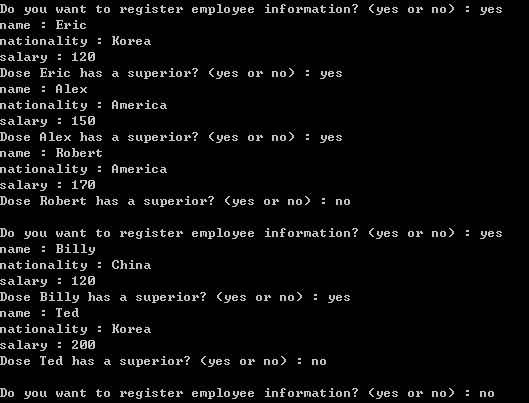 Do you want to register employee information? (yes or no) : yes
name : Eric
nationality : Korea
salary : 120
Dose Eric has a superior? (yes or no) : yes
name : Alex
nationality : America
salary : 150
Dose Alex has a superior? (yes or no) : yes
name : Robert
nationality : America
salary : 170
Dose Robert has a superior? (yes or no) : no
Do you want to register employee information? (yes or no) : yes
name : Billy
nationality : China
salary : 120
Dose Billy has a superior? (yes or no) : yes
name : Ted
nationality : Korea
salary : 200
Dose Ted has a superior? (yes or no) : no
Do you want to register employee information? (yes or no) : no